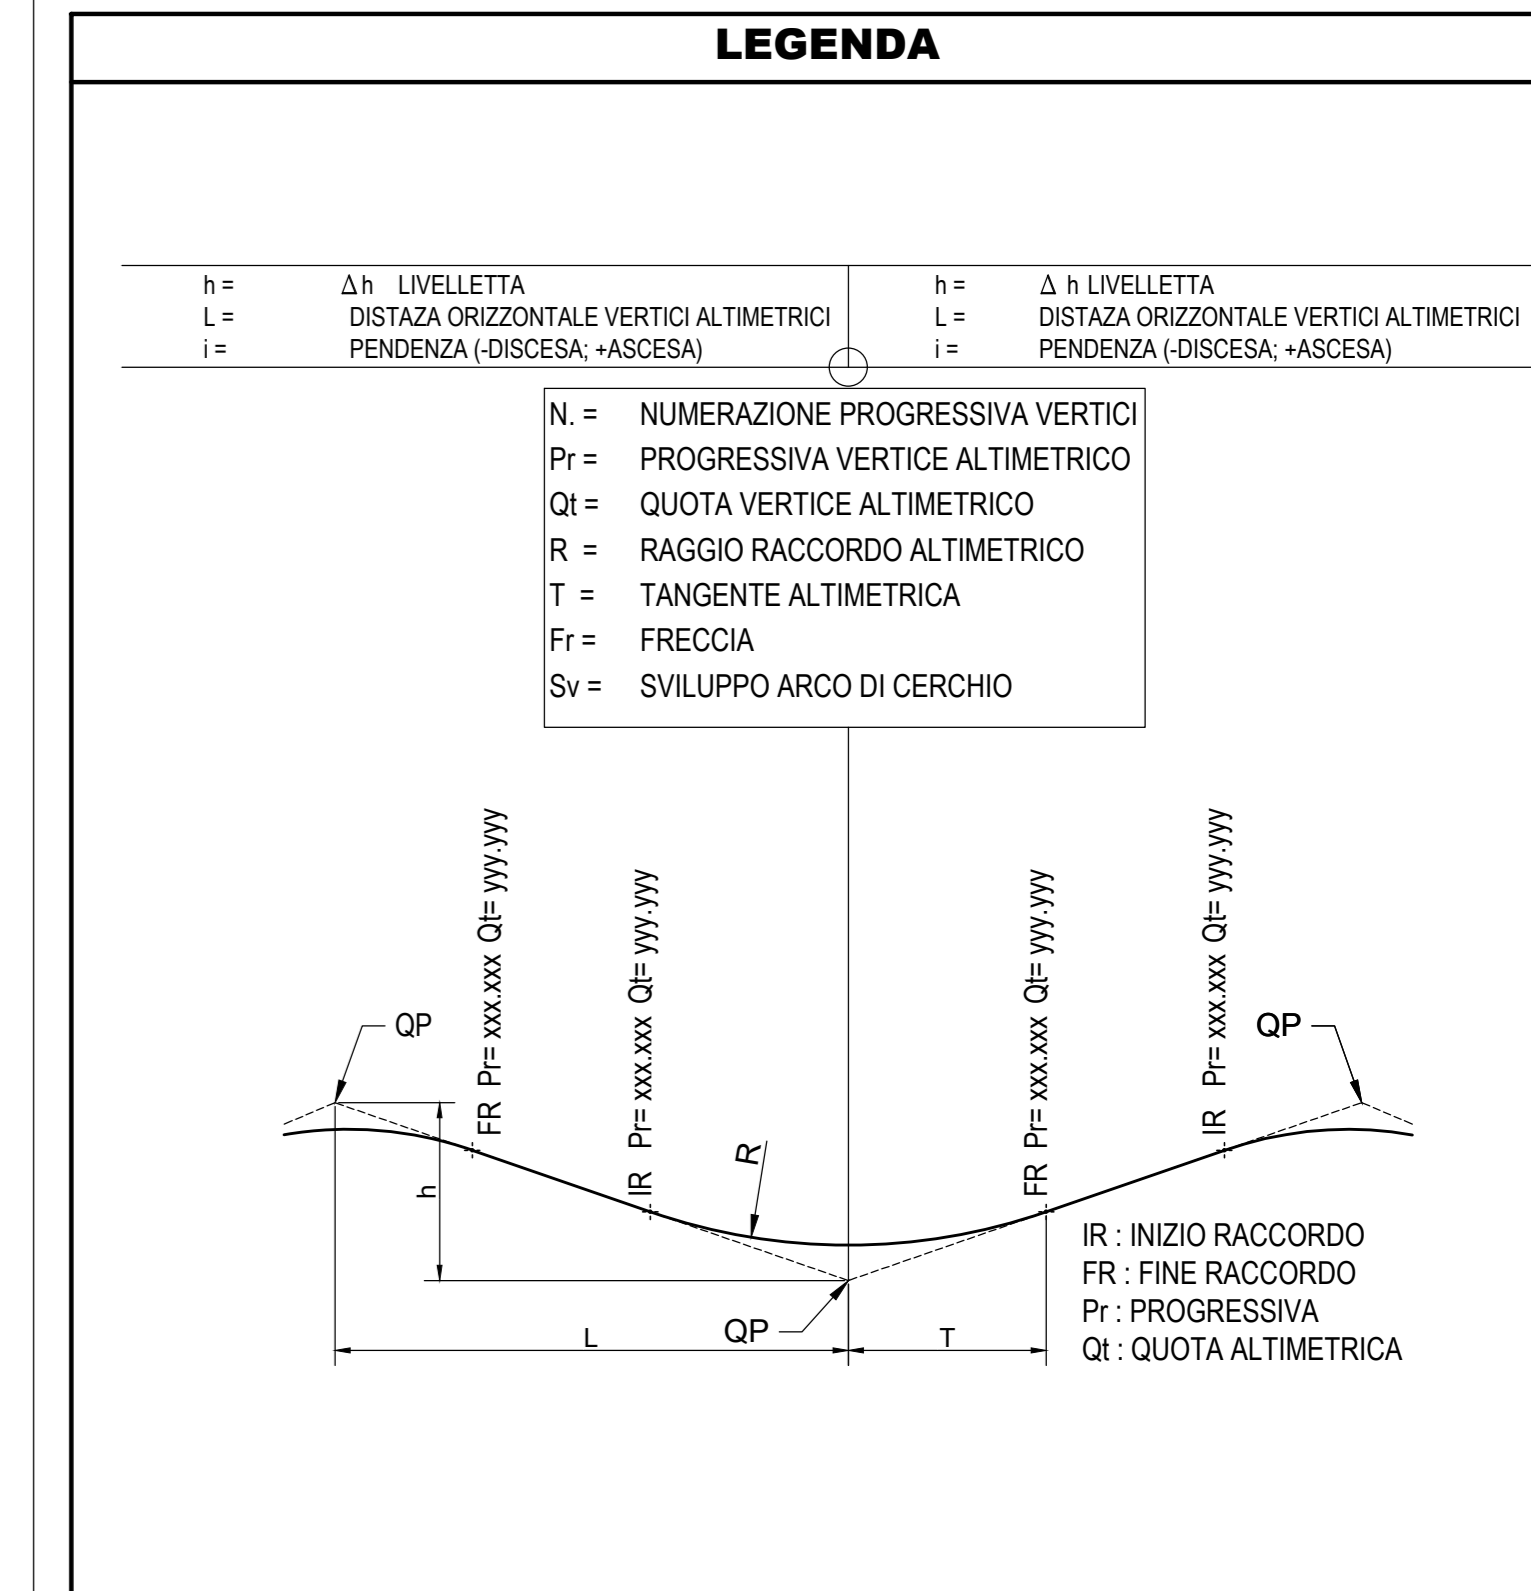 LEGENDA
h = Δ h LIVELLETTA
L = DISTAZA ORIZZONTALE VERTICI ALTIMETRICI
i = PENDENZA (-DISCESA; +ASCESA)
h = Δ h LIVELLETTA
L = DISTAZA ORIZZONTALE VERTICI ALTIMETRICI
i = PENDENZA (-DISCESA; +ASCESA)
N. = NUMERAZIONE PROGRESSIVA VERTICI
Pr = PROGRESSIVA VERTICE ALTIMETRICO
Qt = QUOTA VERTICE ALTIMETRICO
R = RAGGIO RACCORDO ALTIMETRICO
T = TANGENTE ALTIMETRICA
Fr = FRECCIA
Sv = SVILUPPO ARCO DI CERCHIO
QP
FR Pr= xxx.xxx Qt= yyy.yyy
IR Pr= xxx.xxx Qt= yyy.yyy
FR Pr= xxx.xxx Qt= yyy.yyy
IR Pr= xxx.xxx Qt= yyy.yyy
QP
h
R
QP
L
T
IR : INIZIO RACCORDO
FR : FINE RACCORDO
Pr : PROGRESSIVA
Qt : QUOTA ALTIMETRICA